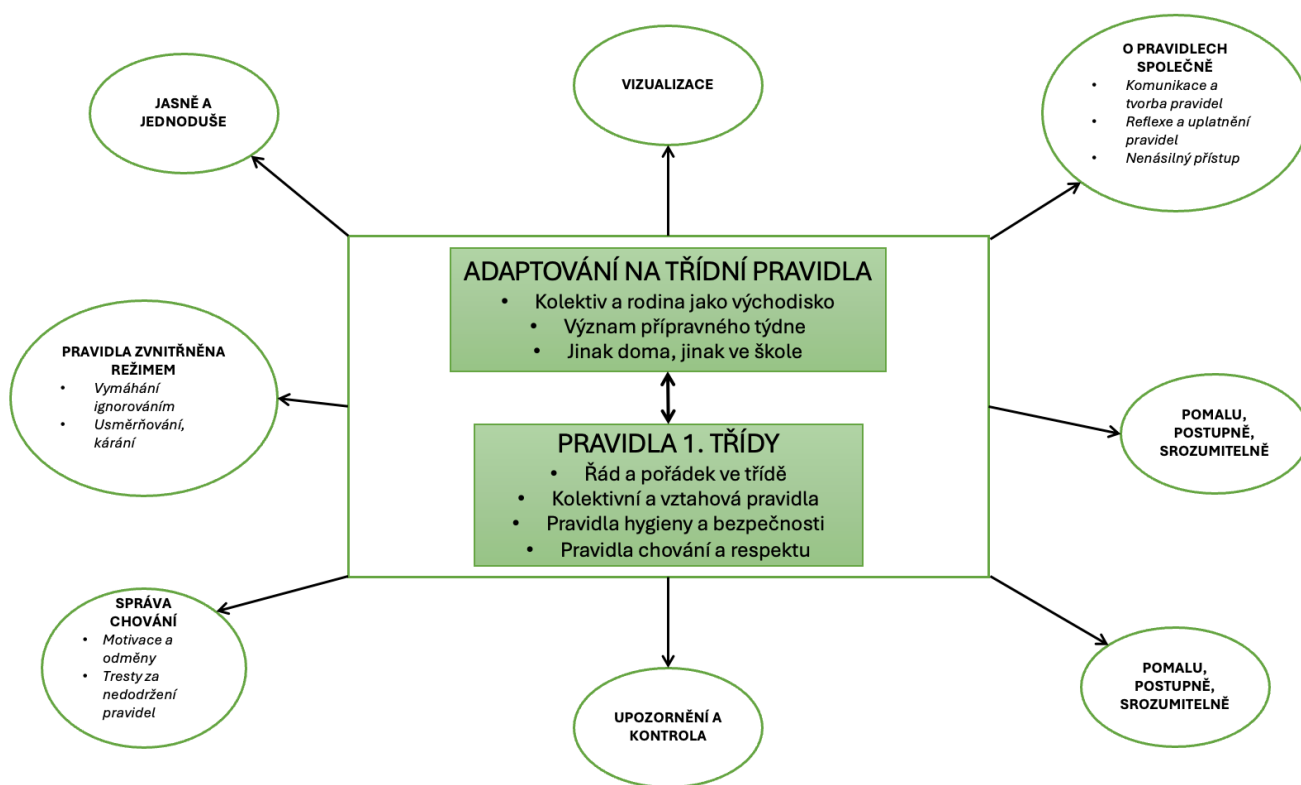 JASNĚ A
JEDNODUŠE
VIZUALIZACE
O PRAVIDLECH
SPOLEČNĚ
• Komunikace a
tvorba pravidel
• Reflexe a uplatnění
pravidel
• Nenásilný přístup
ADAPTOVÁNÍ NA TŘÍDNÍ PRAVIDLA
• Kolektiv a rodina jako východisko
• Význam přípravného týdne
• Jinak doma, jinak ve škole
PRAVIDLA ZVNITŘNĚNA
REŽIMEM
• Vymáhání
ignorováním
• Usměrňování,
kárání
POMALU,
POSTUPNĚ,
SROZUMITELNĚ
PRAVIDLA 1. TŘÍDY
• Řád a pořádek ve třídě
• Kolektivní a vztahová pravidla
• Pravidla hygieny a bezpečnosti
• Pravidla chování a respektu
SPRÁVA
CHOVÁNÍ
• Motivace a
odměny
• Tresty za
nedodržení
pravidel
UPOZORNĚNÍ A
KONTROLA
POMALU,
POSTUPNĚ,
SROZUMITELNĚ